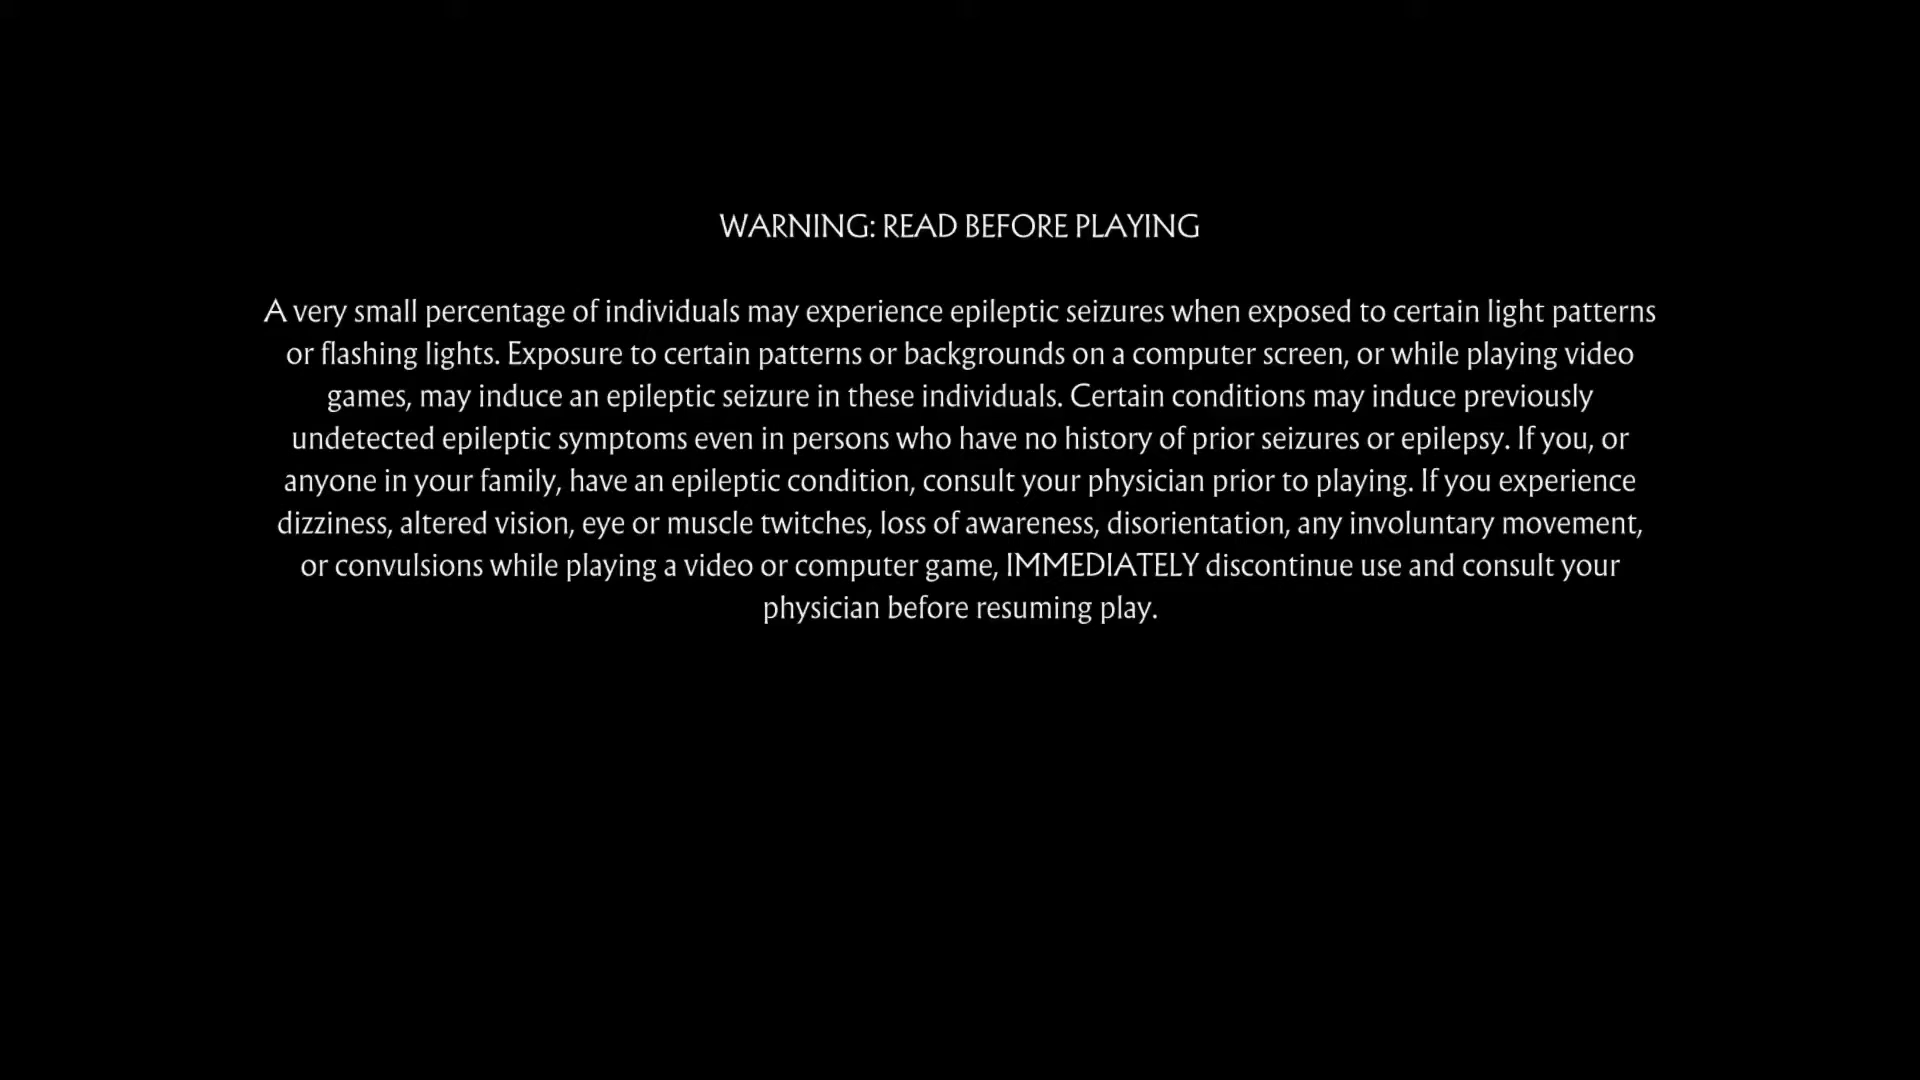 WARNING: READ BEFORE PLAYING
A very small percentage of individuals may experience epileptic seizures when exposed to certain light patterns
or flashing lights. Exposure to certain patterns or backgrounds on a computer screen, or while playing video
games, may induce an epileptic seizure in these individuals. Certain conditions may induce previously
undetected epileptic symptoms even in persons who have no history of prior seizures or epilepsy. If you, or
anyone in your family, have an epileptic condition, consult your physician prior to playing. If you experience
dizziness, altered vision, eye or muscle twitches, loss of awareness, disorientation, any involuntary movement,
or convulsions while playing a video or computer game, IMMEDIATELY discontinue use and consult your
physician before resuming play.